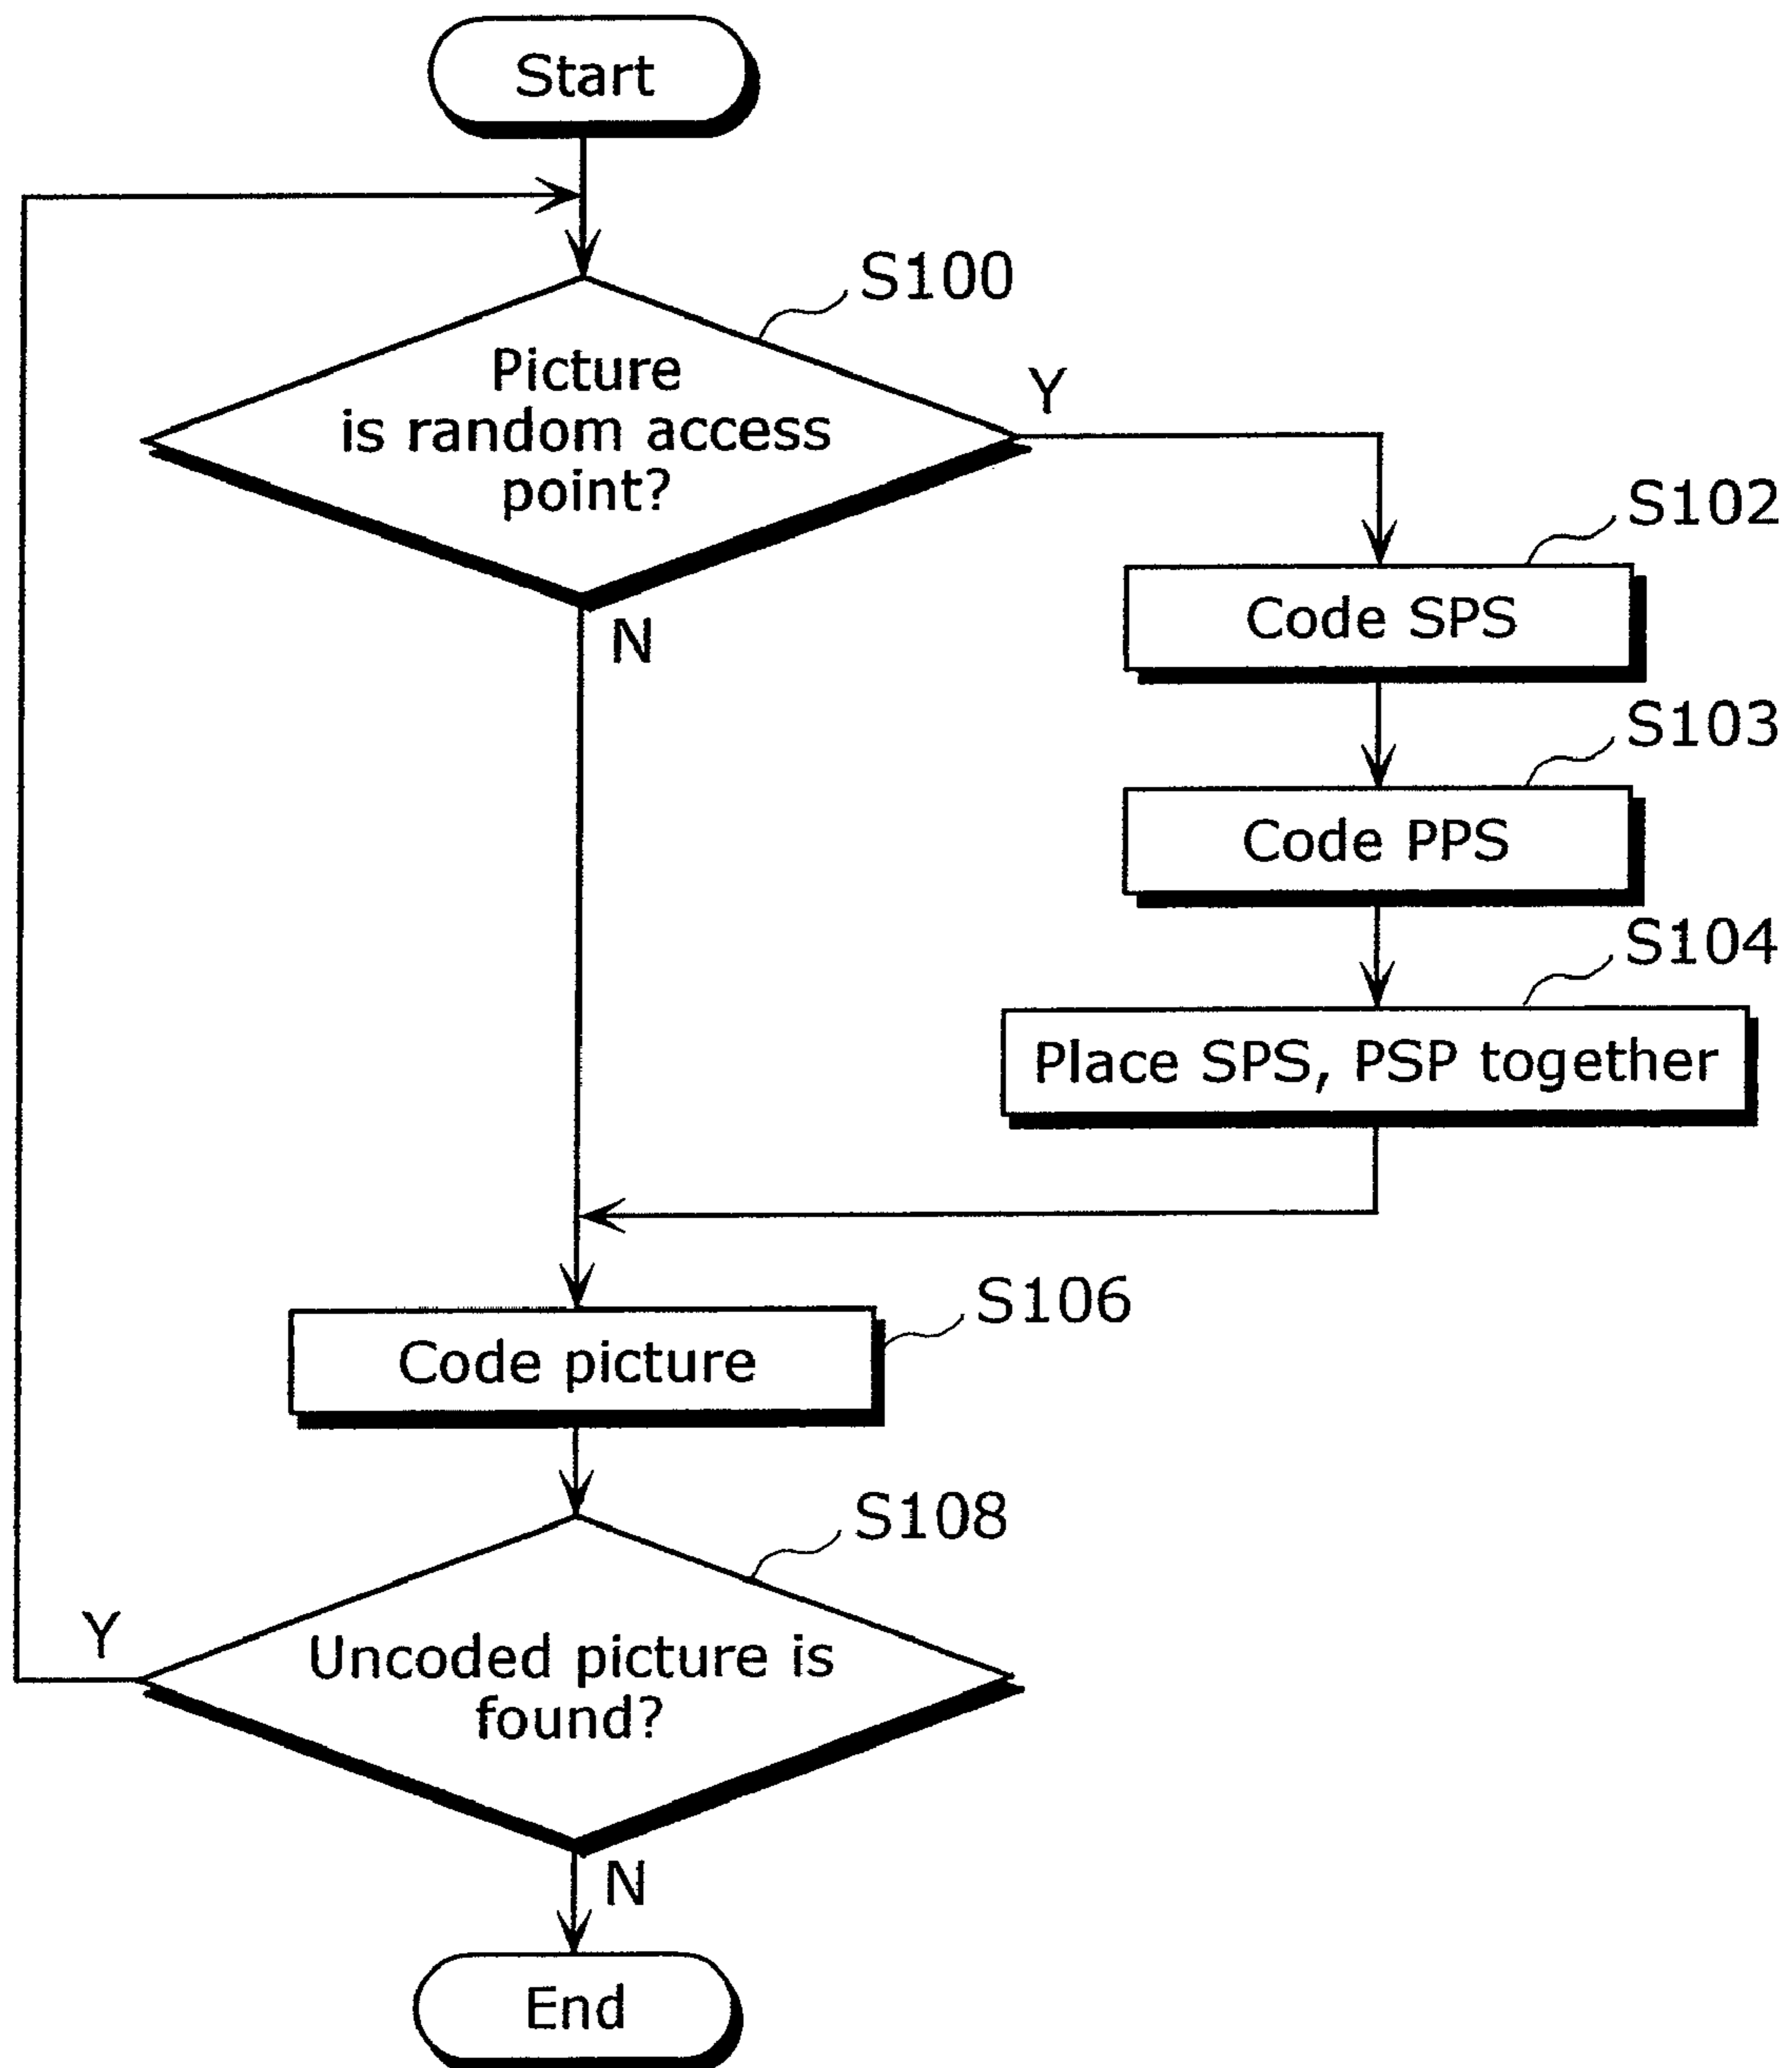 Start
S100
Picture
is random access
point?
Y
N
S102
Code SPS
S103
Code PPS
S104
Place SPS, PSP together
S106
Code picture
S108
Uncoded picture is
found?
Y
N
End